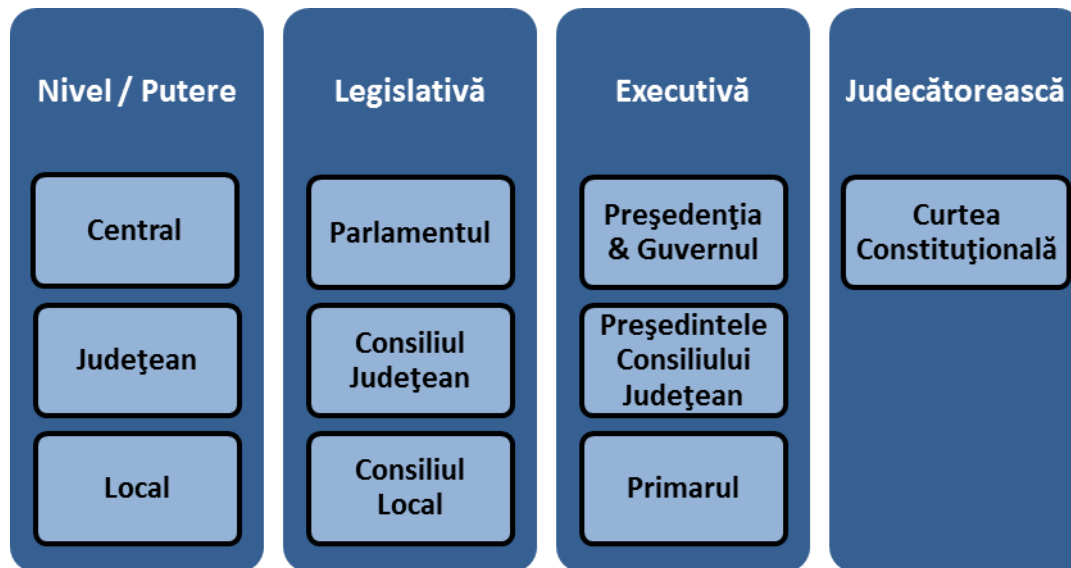 Nivel / Putere
Legislativă
Executivă
Judecătorească
Central
Parlamentul
Preşedenţia
& Guvernul
Curtea
Constituţională
Judeţean
Consiliul
Judeţean
Preşedintele
Consiliului
Judeţean
Local
Consiliul
Local
Primarul